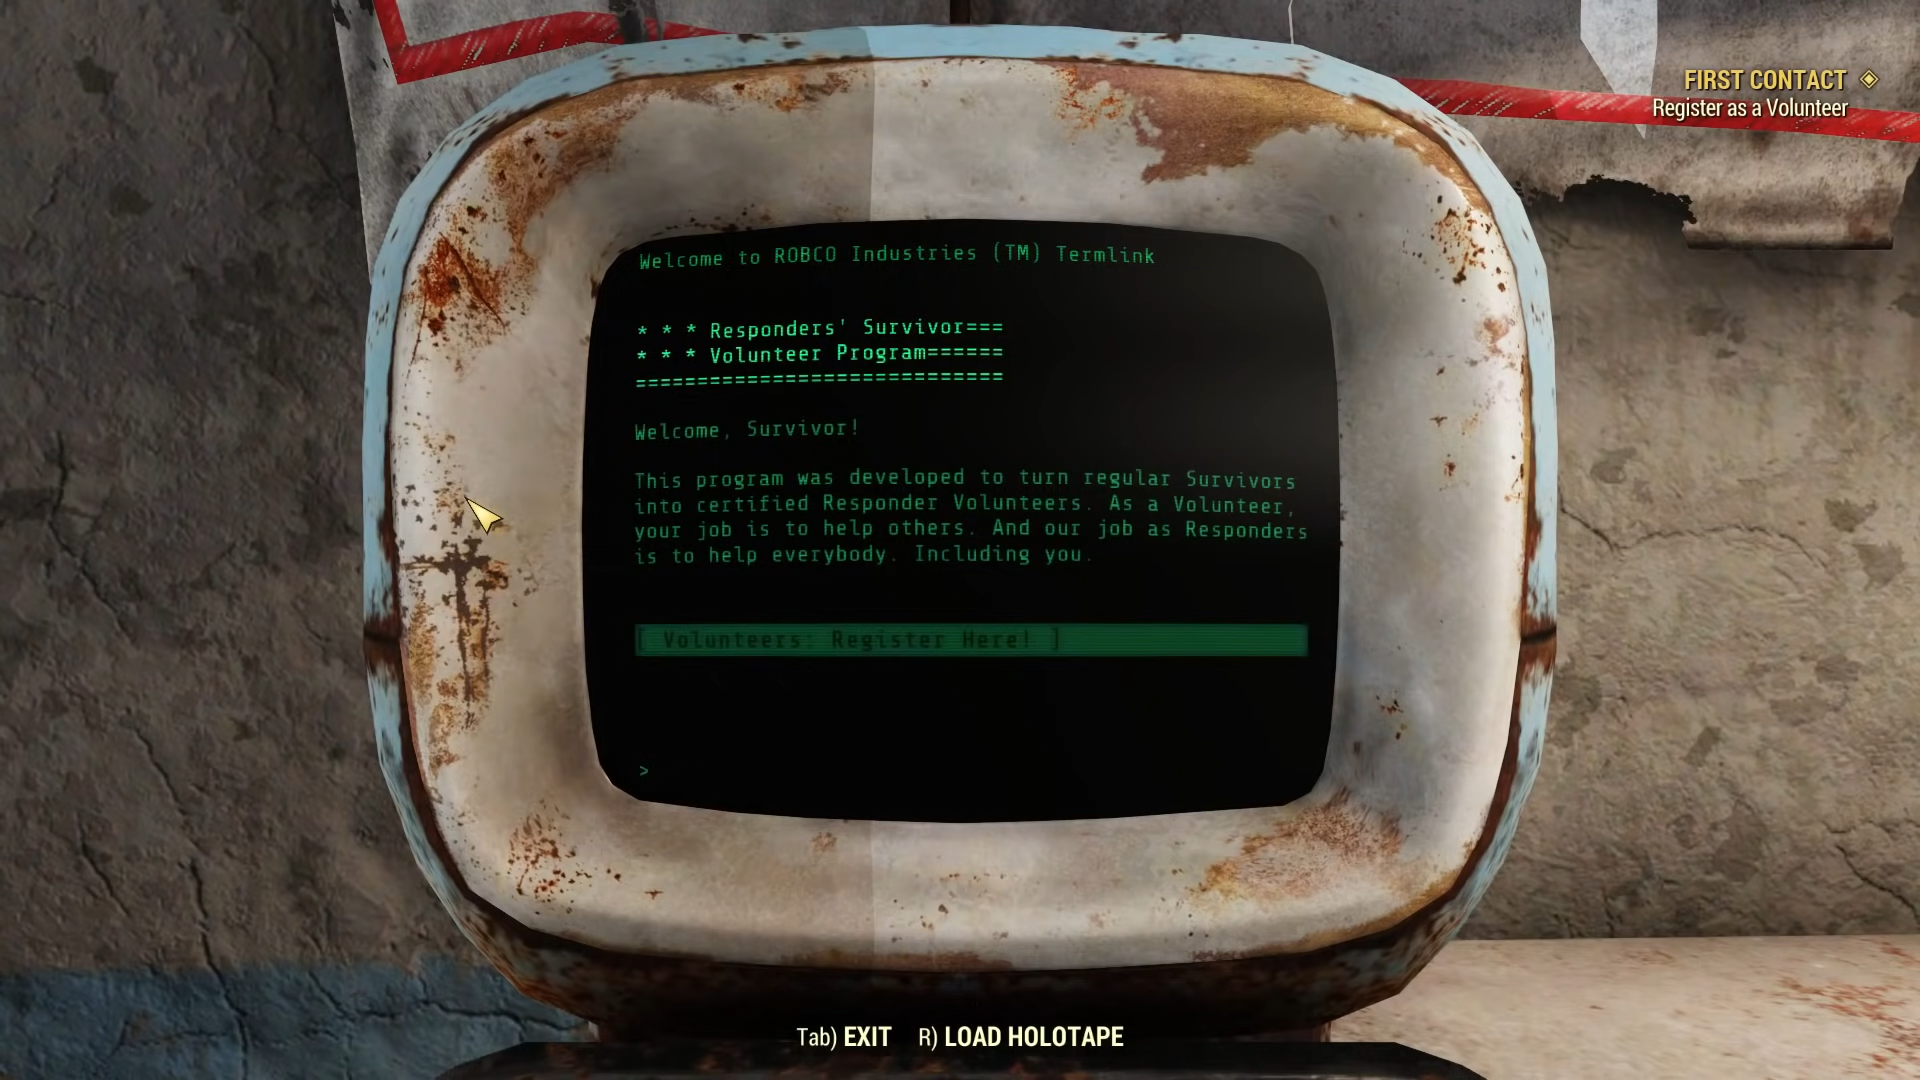 FIRST CONTACT
Register as a Volunteer
Welcome to ROBCO Industries (TM) Termlink
* * * Responders' Survivor===
* * * Volunteer Program======
==============================
Welcome, Survivor!
This program was developed to turn regular Survivors
into certified Responder Volunteers. As a Volunteer,
your job is to help others. And our job as Responders
is to help everybody. Including you.
[ Volunteers: Register Here! ]
>
Tab) EXIT R) LOAD HOLOTAPE